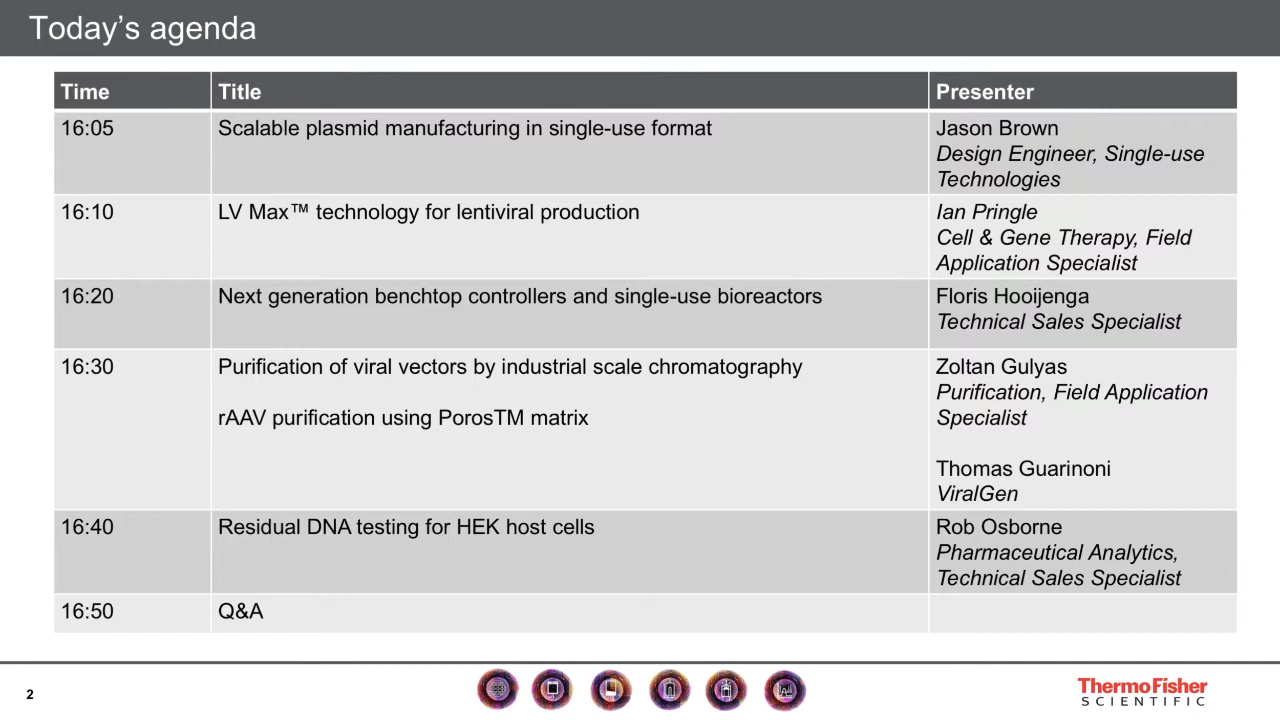 Today’s agenda
Time Title Presenter
16:05 Scalable plasmid manufacturing in single-use format Jason Brown
Design Engineer, Single-use
Technologies
16:10 LV Max™ technology for lentiviral production Ian Pringle
Cell & Gene Therapy, Field
Application Specialist
16:20 Next generation benchtop controllers and single-use bioreactors Floris Hooijenga
Technical Sales Specialist
16:30 Purification of viral vectors by industrial scale chromatography Zoltan Gulyas
Purification, Field Application
rAAV purification using PorosTM matrix Specialist
Thomas Guarinoni
ViralGen
16:40 Residual DNA testing for HEK host cells Rob Osborne
Pharmaceutical Analytics,
Technical Sales Specialist
16:50 Q&A
2
ThermoFisher
SCIENTIFIC